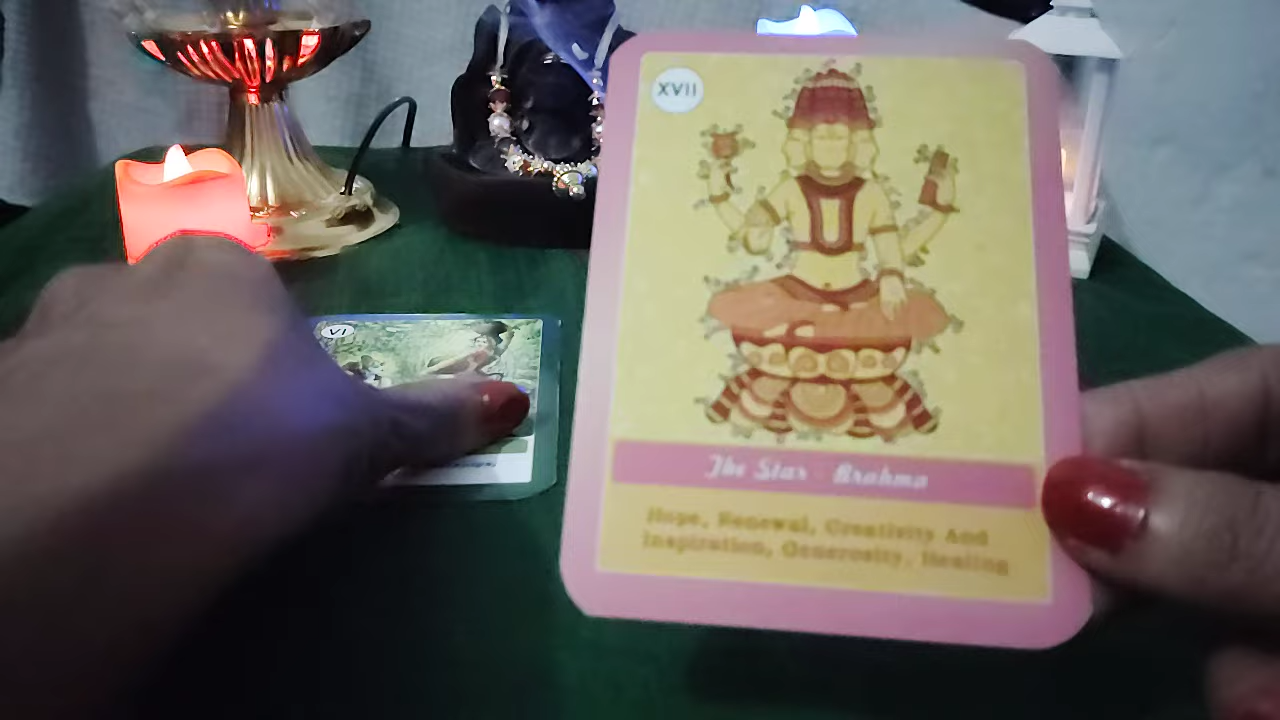 XVII
The Star Brahma
Hope, Renewal, Creativity And
Inspiration, Generosity, Healing
VI